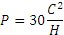 P = 30 C²/H